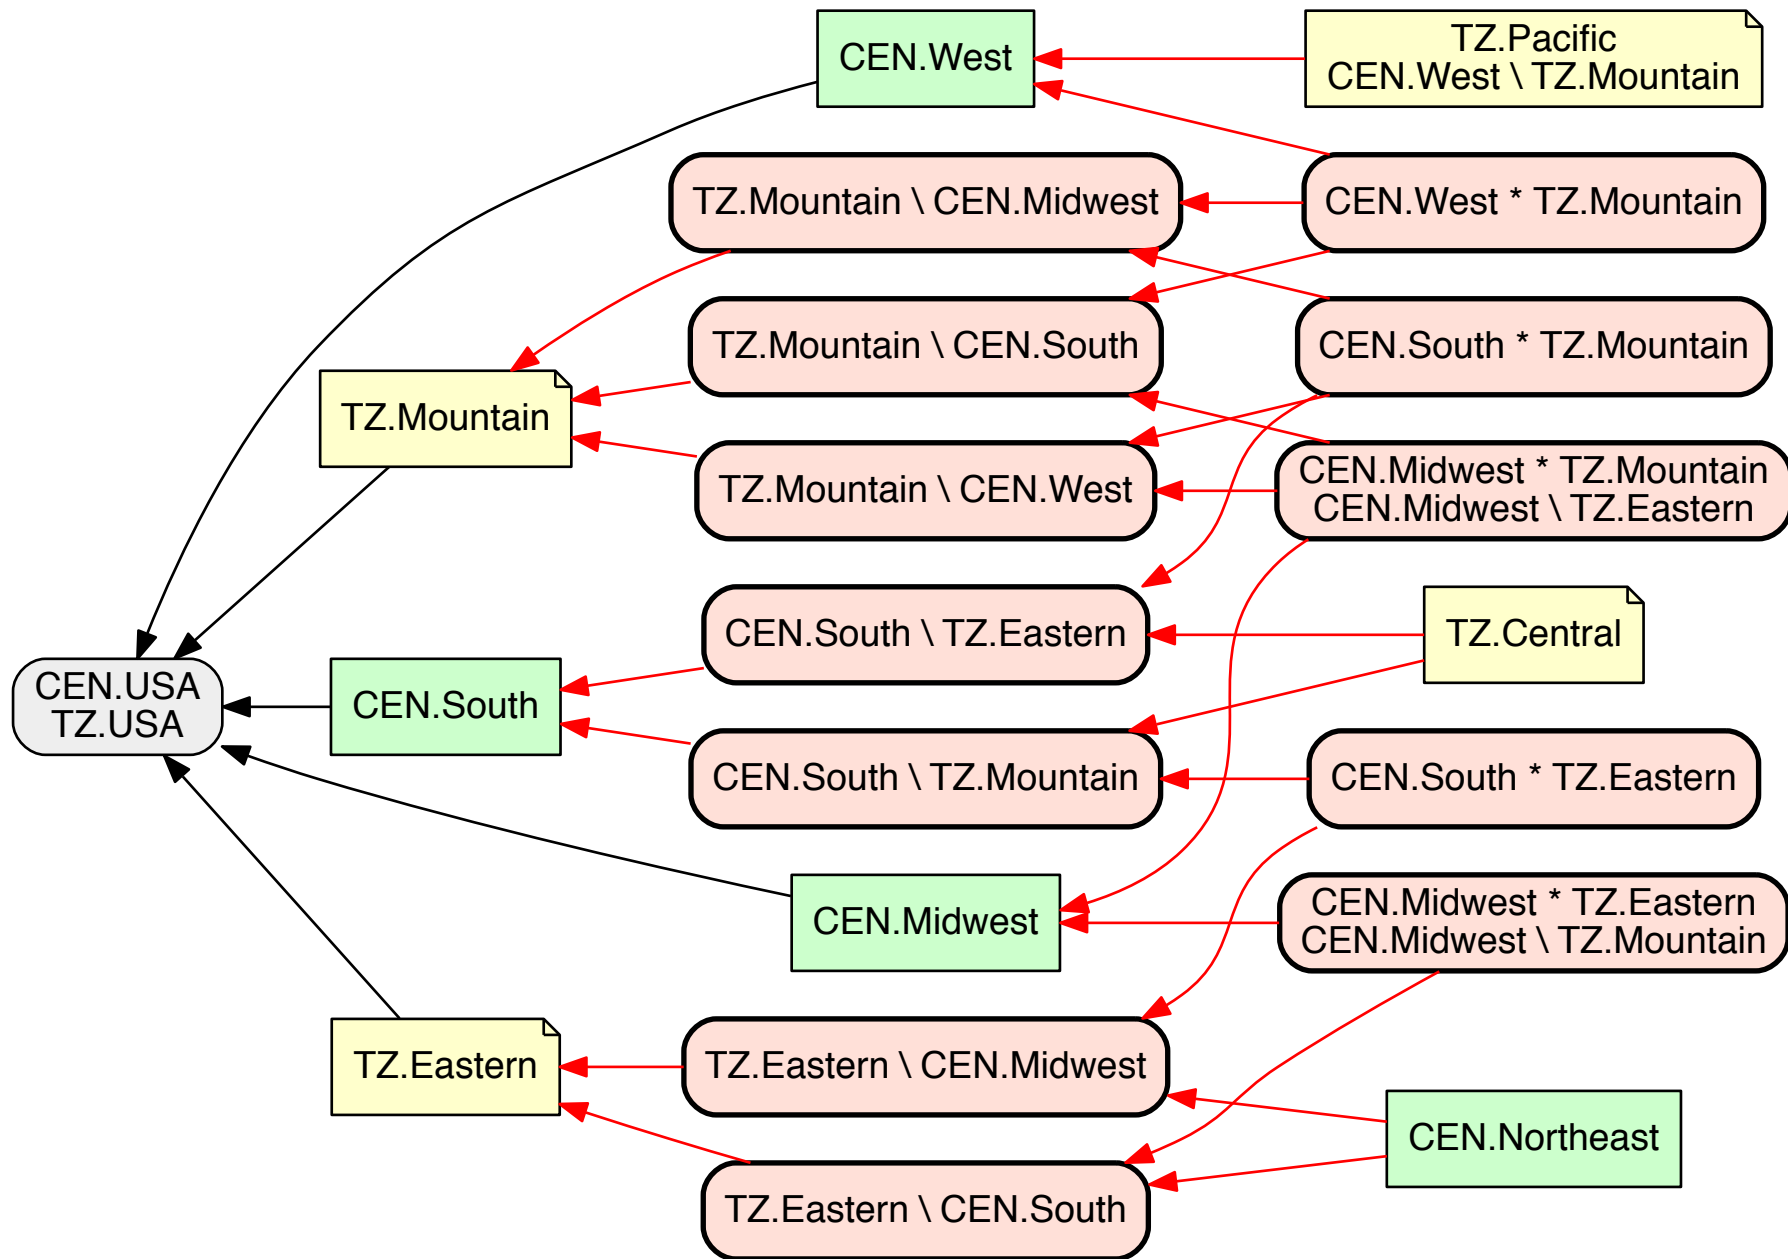 CEN.West
TZ.Pacific
CEN.West \ TZ.Mountain
TZ.Mountain \ CEN.Midwest
CEN.West * TZ.Mountain
TZ.Mountain \ CEN.South
CEN.South * TZ.Mountain
TZ.Mountain
TZ.Mountain \ CEN.West
CEN.Midwest * TZ.Mountain
CEN.Midwest \ TZ.Eastern
CEN.South \ TZ.Eastern
TZ.Central
CEN.USA
TZ.USA
CEN.South
CEN.South \ TZ.Mountain
CEN.South * TZ.Eastern
CEN.Midwest
CEN.Midwest * TZ.Eastern
CEN.Midwest \ TZ.Mountain
TZ.Eastern
TZ.Eastern \ CEN.Midwest
CEN.Northeast
TZ.Eastern \ CEN.South